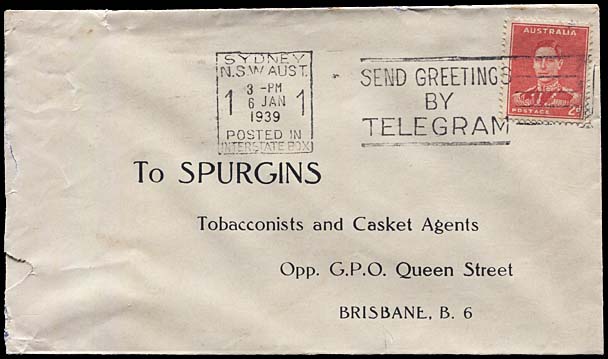 SYDNEY
N.S.W. AUST.
3 -PM
1 6 JAN 1
1939
POSTED IN
INTERSTATE BOX
SEND GREETINGS
BY
TELEGRAM
AUSTRALIA
POSTAGE 2D
To SPURGINS
Tobacconists and Casket Agents
Opp. G.P.O. Queen Street
BRISBANE, B. 6